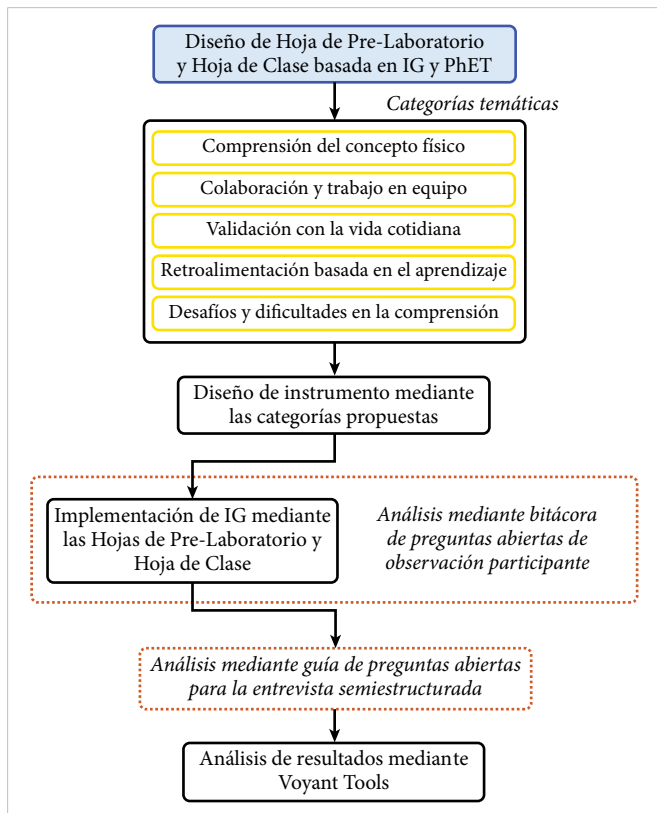 Diseño de Hoja de Pre-Laboratorio
y Hoja de Clase basada en IG y PhET
Categorías temáticas
Comprensión del concepto físico
Colaboración y trabajo en equipo
Validación con la vida cotidiana
Retroalimentación basada en el aprendizaje
Desafíos y dificultades en la comprensión
Diseño de instrumento mediante
las categorías propuestas
Implementación de IG mediante
las Hojas de Pre-Laboratorio y
Hoja de Clase
Análisis mediante bitácora
de preguntas abiertas de
observación participante
Análisis mediante guía de preguntas abiertas
para la entrevista semiestructurada
Análisis de resultados mediante
Voyant Tools